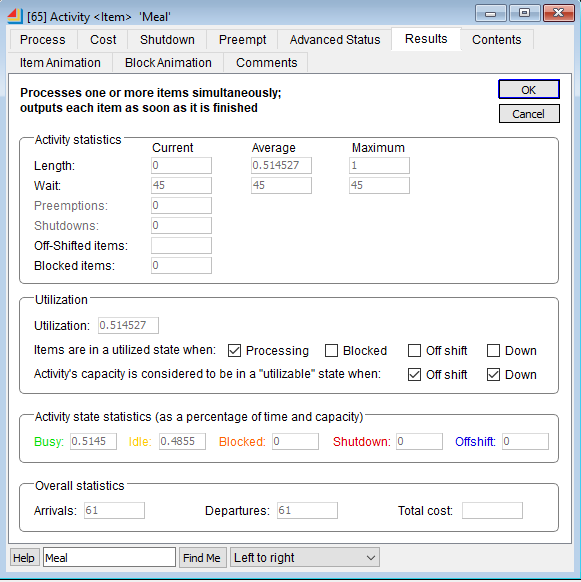 [65] Activity <Item> 'Meal'
Process Cost Shutdown Preempt Advanced Status Results Contents
Item Animation Block Animation Comments
Processes one or more items simultaneously;
outputs each item as soon as it is finished
OK
Cancel
Activity statistics
Current Average Maximum
Length: 0 0.514527 1
Wait: 45 45 45
Preemptions: 0
Shutdowns: 0
Off-Shifted items:
Blocked items: 0
Utilization
Utilization: 0.514527
Items are in a utilized state when: Processing Blocked Off shift Down
Activity's capacity is considered to be in a "utilizable" state when: Off shift Down
Activity state statistics (as a percentage of time and capacity)
Busy: 0.5145 Idle: 0.4855 Blocked: 0 Shutdown: 0 Offshift: 0
Overall statistics
Arrivals: 61 Departures: 61 Total cost:
Help Meal Find Me Left to right